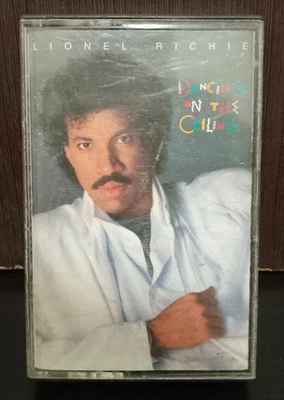 LIONEL RICHIE
DANCING
ON THE
CEILING